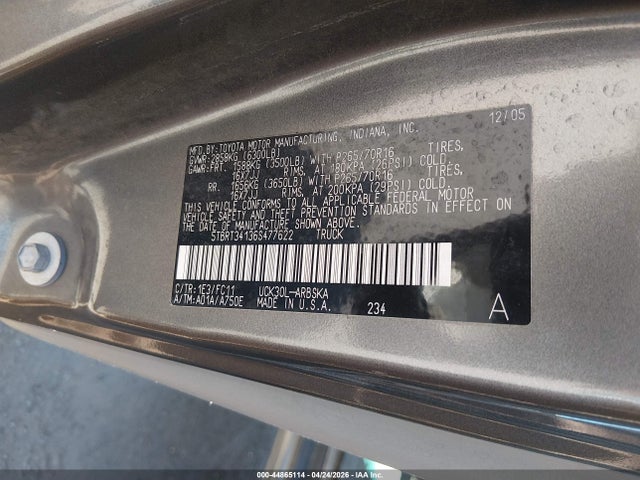 12/05
MFD.BY:TOYOTA MOTOR MANUFACTURING, INDIANA, INC.
GVWR:2858KG (6300LB)
GAWR:FRT. 1588KG (3500LB) WITH P265/70R16 TIRES,
16X7JJ RIMS, AT 180KPA (26PSI) COLD.
RR. 1656KG (3650LB) WITH P265/70R16 TIRES,
16X7JJ RIMS, AT 200KPA (29PSI) COLD.
THIS VEHICLE CONFORMS TO ALL APPLICABLE FEDERAL MOTOR
VEHICLE SAFETY AND THEFT PREVENTION STANDARDS IN EFFECT ON
THE DATE OF MANUFACTURE SHOWN ABOVE.
5TBRT34136S477622 TRUCK
C/TR:1E3/FC11 UCK30L-ARBSKA
A/TM:A01A/A750E MADE IN U.S.A.
234 A
000-44865114 - 04/24/2026 - IAA Inc.